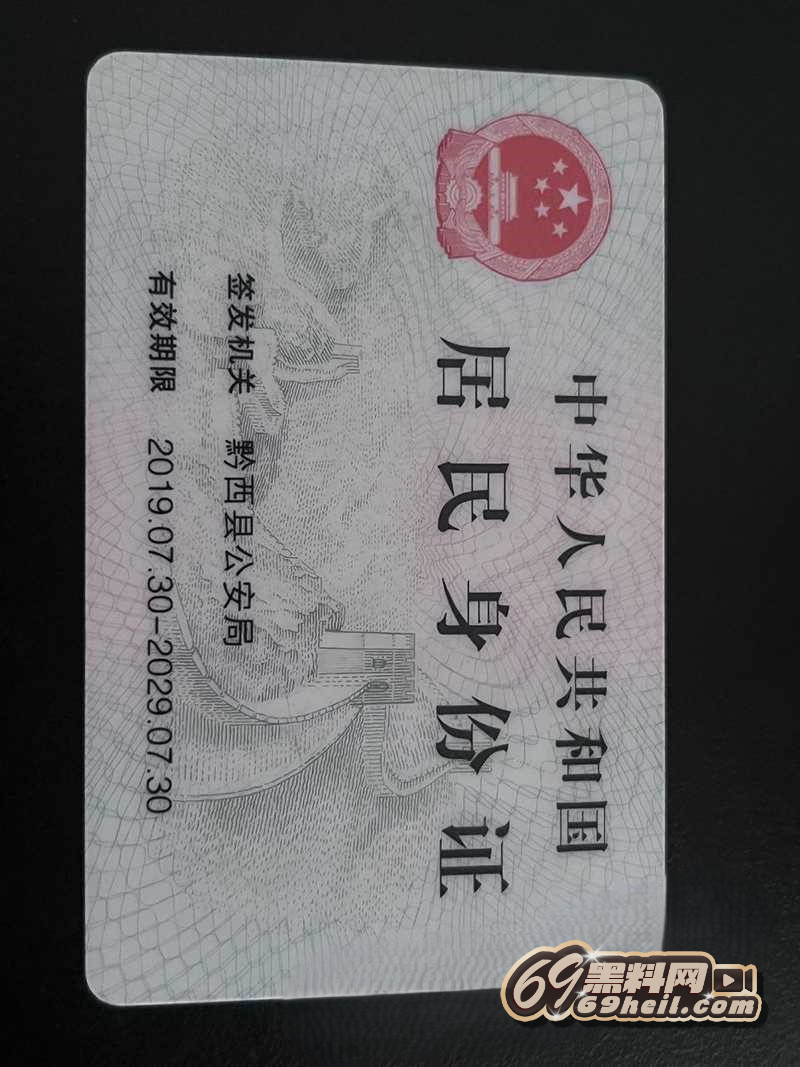 中华人民共和国
居民身份证
签发机关 黔西县公安局
有效期限 2019.07.30-2029.07.30
69黑料网
69heil.com